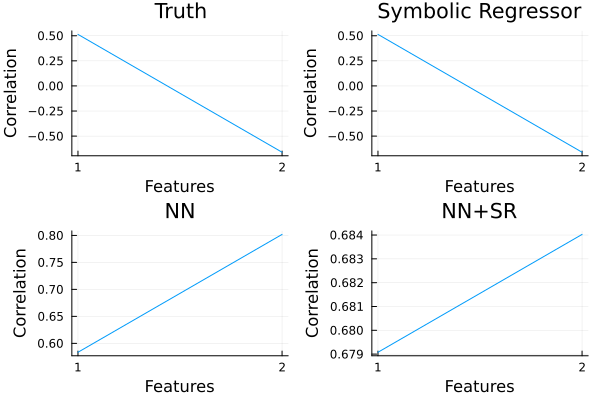 Truth
Correlation
0.50
0.25
0.00
−0.25
−0.50
1
2
Features
Symbolic Regressor
Correlation
0.50
0.25
0.00
−0.25
−0.50
1
2
Features
NN
Correlation
0.80
0.75
0.70
0.65
0.60
1
2
Features
NN+SR
Correlation
0.684
0.683
0.682
0.681
0.680
0.679
1
2
Features